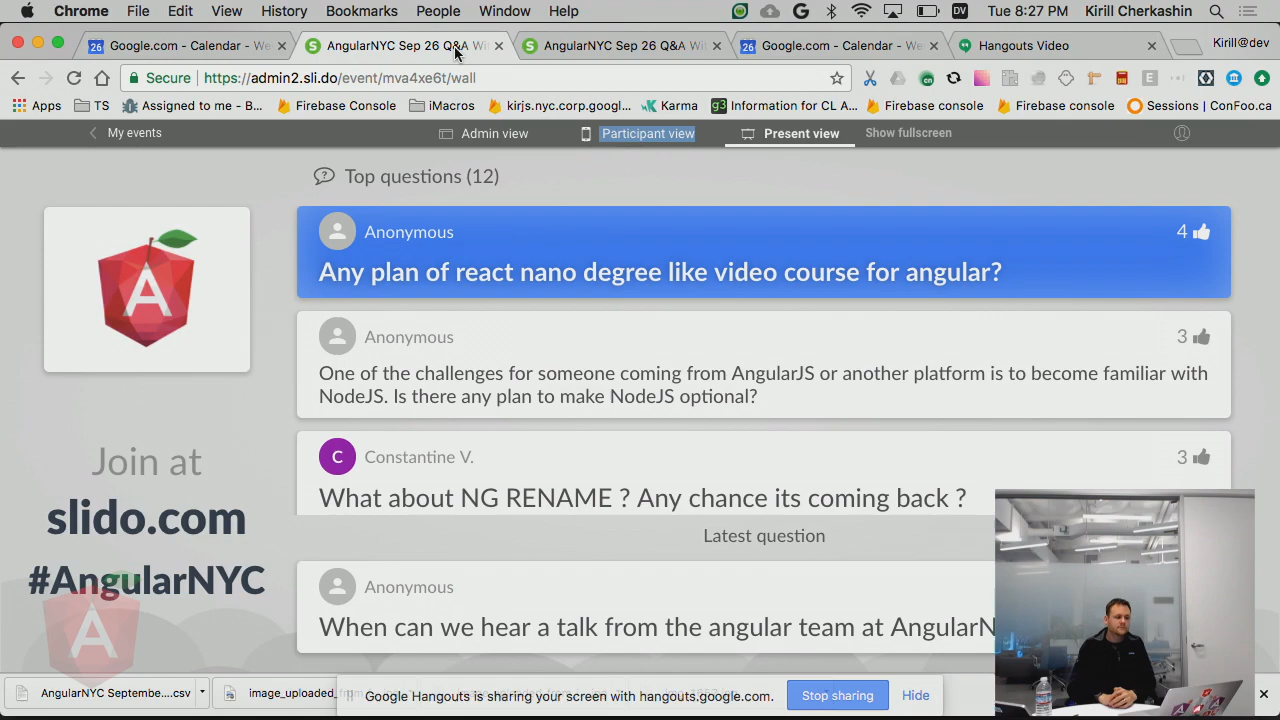 Chrome File Edit View History Bookmarks People Window Help
DV Tue 8:27 PM Kirill Cherkashin
26 Google.com - Calendar - We
S AngularNYC Sep 26 Q&A Wi
S AngularNYC Sep 26 Q&A Wit
26 Google.com - Calendar - We
Hangouts Video
Kirill@dev
Secure https://admin2.sli.do/event/mva4xe6t/wall
Apps TS Assigned to me - B... Firebase Console iMacros kirjs.nyc.corp.googl... Karma g3 Information for CL A... Firebase console Firebase console Sessions | ConFoo.ca
My events Admin view Participant view Present view Show fullscreen
Top questions (12)
Anonymous 4
Any plan of react nano degree like video course for angular?
Anonymous 3
One of the challenges for someone coming from AngularJS or another platform is to become familiar with
NodeJS. Is there any plan to make NodeJS optional?
C Constantine V. 3
What about NG RENAME ? Any chance its coming back ?
Latest question
Anonymous
When can we hear a talk from the angular team at AngularN
Join at
slido.com
#AngularNYC
AngularNYC Septembe....csv
image_uploaded_
Google Hangouts is sharing your screen with hangouts.google.com. Stop sharing Hide